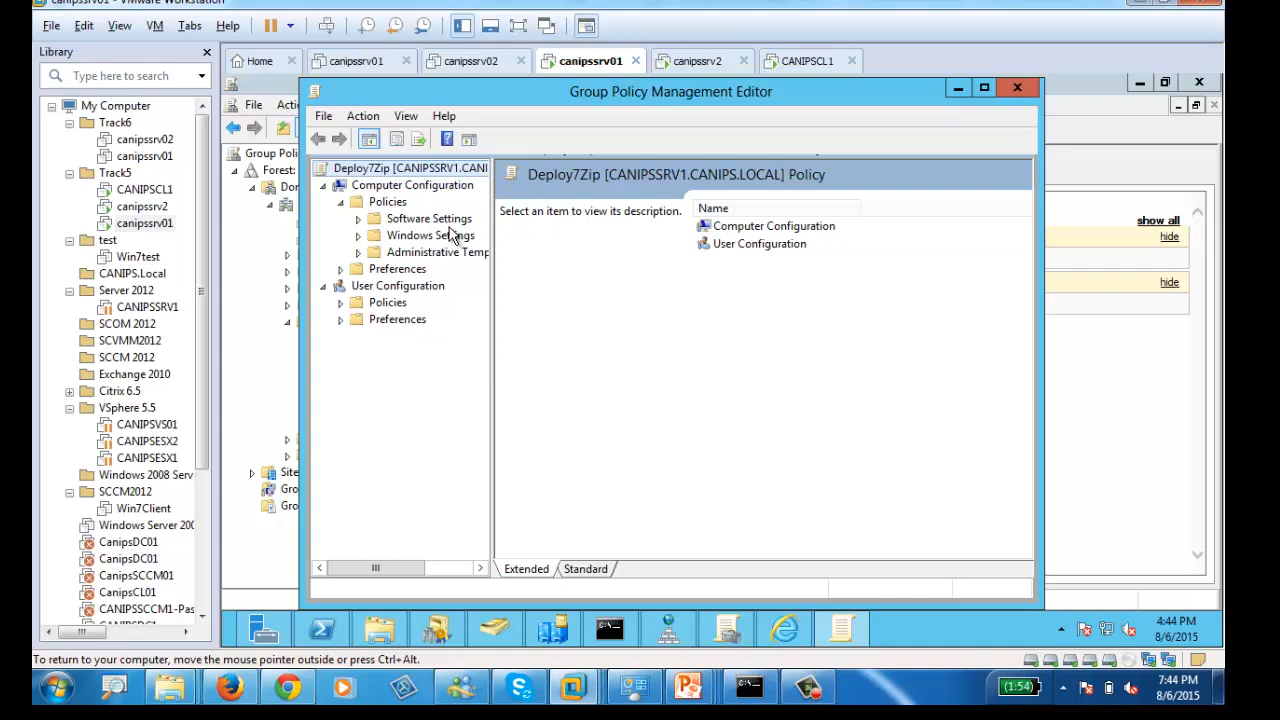 canipssrv01 - VMware Workstation
File Edit View VM Tabs Help
Library
Type here to search
My Computer
Track6
canipssrv02
canipssrv01
Track5
CANIPSCL1
canipssrv2
canipssrv01
test
Win7test
CANIPS.Local
Server 2012
CANIPSSRV1
SCOM 2012
SCVMM2012
SCCM 2012
Exchange 2010
Citrix 6.5
VSphere 5.5
CANIPSVS01
CANIPSESX2
CANIPSESX1
Windows 2008 Serv
SCCM2012
Win7Client
Windows Server 200
CanipsDC01
CanipsDC01
CanipsSCCM01
CanipsCL01
CANIPSSCCM1-Pas
Home canipssrv01 canipssrv02 canipssrv01 canipssrv2 CANIPSCL1
File Actio
Group Poli
Forest:
Dor
Site
Gro
Gro
show all
hide
hide
Group Policy Management Editor
File Action View Help
Deploy7Zip [CANIPSSRV1.CANI
Computer Configuration
Policies
Software Settings
Windows Settings
Administrative Temp
Preferences
User Configuration
Policies
Preferences
Deploy7Zip [CANIPSSRV1.CANIPS.LOCAL] Policy
Select an item to view its description.
Name
Computer Configuration
User Configuration
Extended Standard
4:44 PM
8/6/2015
To return to your computer, move the mouse pointer outside or press Ctrl+Alt.
(1:54)
7:44 PM
8/6/2015